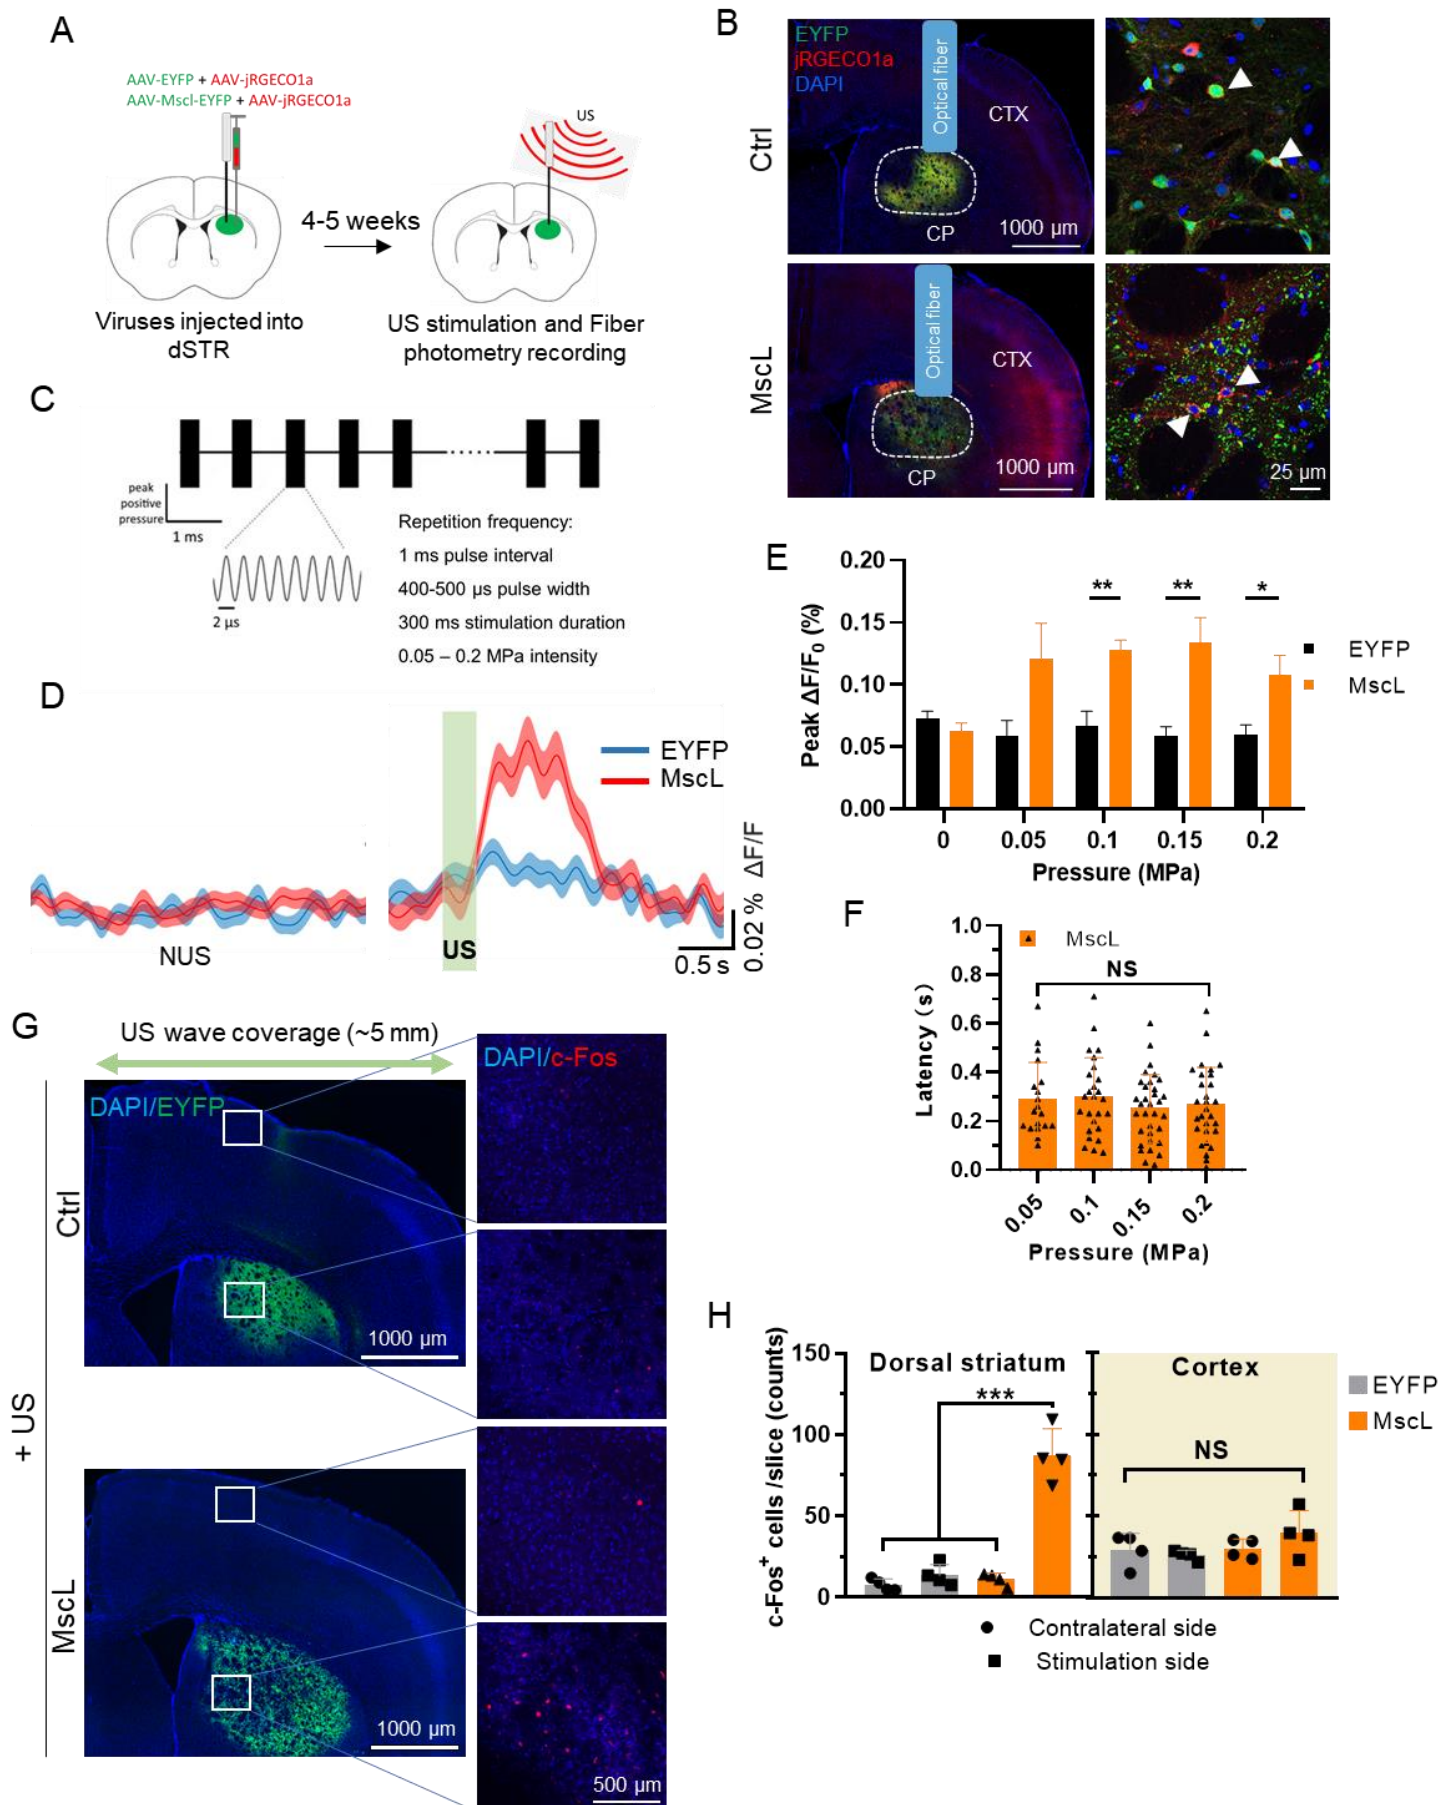 A
AAV-EYFP + AAV-jRGECO1a
AAV-Mscl-EYFP + AAV-jRGECO1a
US
4-5 weeks
Viruses injected into
dSTR
US stimulation and Fiber
photometry recording
B
EYFP
jRGECO1a
DAPI
Optical fiber
CTX
CP
1000 µm
Ctrl
Optical fiber
CTX
CP
1000 µm
25 µm
MscL
C
peak
positive
pressure
1 ms
2 µs
Repetition frequency:
1 ms pulse interval
400-500 µs pulse width
300 ms stimulation duration
0.05 – 0.2 MPa intensity
D
EYFP
MscL
NUS
US
0.5 s
0.02 % ΔF/F
E
Peak ΔF/F0 (%)
0.20
0.15
0.10
0.05
0.00
** ** *
EYFP
MscL
0 0.05 0.1 0.15 0.2
Pressure (MPa)
F
MscL
NS
Latency (s)
1.0
0.8
0.6
0.4
0.2
0.0
0.05 0.1 0.15 0.2
Pressure (MPa)
G
US wave coverage (~5 mm)
DAPI/EYFP
DAPI/c-Fos
1000 µm
Ctrl
+ US
MscL
1000 µm
500 µm
H
c-Fos+ cells /slice (counts)
150
100
50
0
Dorsal striatum
***
Cortex
NS
EYFP
MscL
Contralateral side
Stimulation side